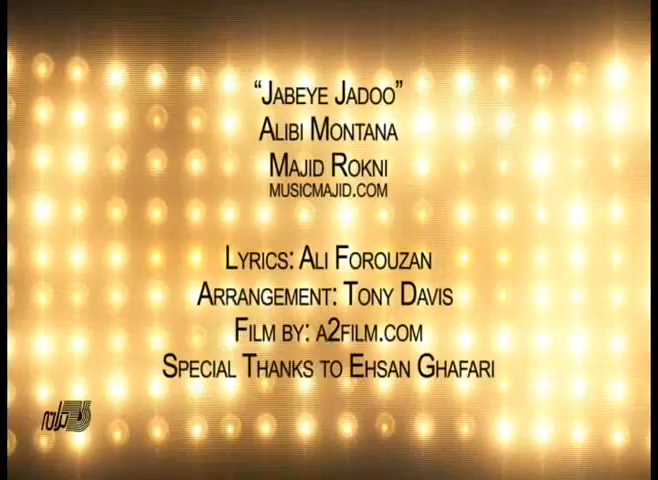 “JABEYE JADOO”
ALIBI MONTANA
MAJID ROKNI
MUSICMAJID.COM
LYRICS: ALI FOROUZAN
ARRANGEMENT: TONY DAVIS
FILM BY: A2FILM.COM
SPECIAL THANKS TO EHSAN GHAFARI